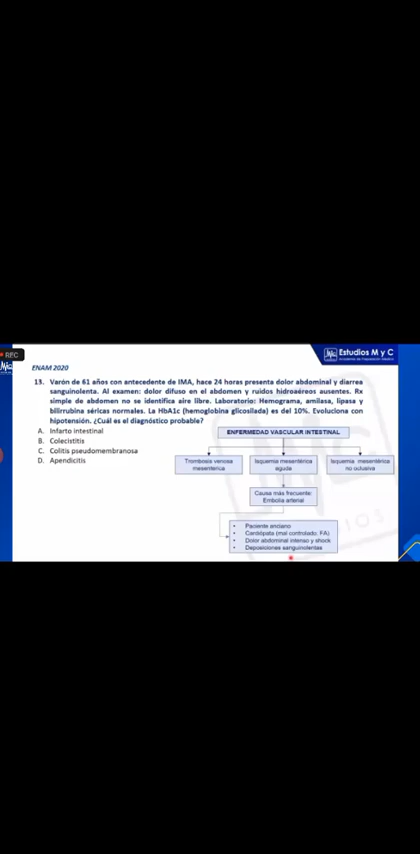 REC
Estudios M y C
ENAM 2020
13. Varón de 61 años con antecedente de IMA, hace 24 horas presenta dolor abdominal y diarrea
sanguinolenta. Al examen: dolor difuso en el abdomen y ruidos hidroaéreos ausentes. Rx
simple de abdomen no se identifica aire libre. Laboratorio: Hemograma, amilasa, lipasa y
bilirrubina séricas normales. La HbA1c (hemoglobina glicosilada) es del 10%. Evoluciona con
hipotensión. ¿Cuál es el diagnóstico probable?
A. Infarto intestinal
B. Colecistitis
C. Colitis pseudomembranosa
D. Apendicitis
ENFERMEDAD VASCULAR INTESTINAL
Trombosis venosa
mesentérica
Isquemia mesentérica
aguda
Isquemia mesentérica
no oclusiva
Causa más frecuente:
Embolia arterial
• Paciente anciano
• Cardiópata (mal controlado: FA)
• Dolor abdominal intenso y shock
• Deposiciones sanguinolentas